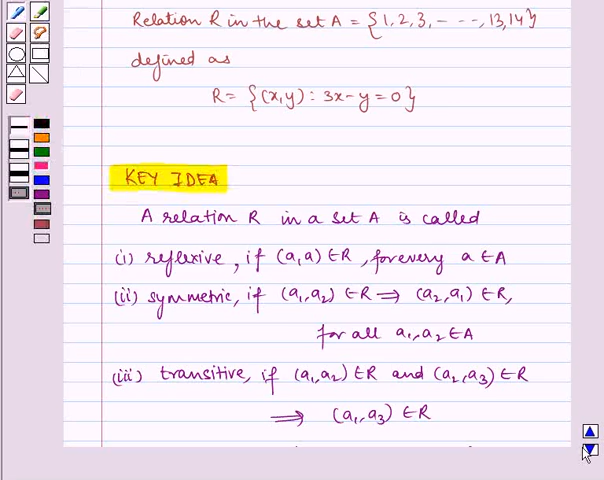 Relation R in the set A = {1, 2, 3, - - --, 13, 14}
defined as
R = {(x, y) : 3x - y = 0}
KEY IDEA
A relation R in a set A is called
(i) reflexive, if (a, a) ∈ R, for every a ∈ A
(ii) symmetric, if (a₁, a₂) ∈ R ⟹ (a₂, a₁) ∈ R,
for all a₁, a₂ ∈ A
(iii) transitive, if (a₁, a₂) ∈ R and (a₂, a₃) ∈ R
⟹ (a₁, a₃) ∈ R